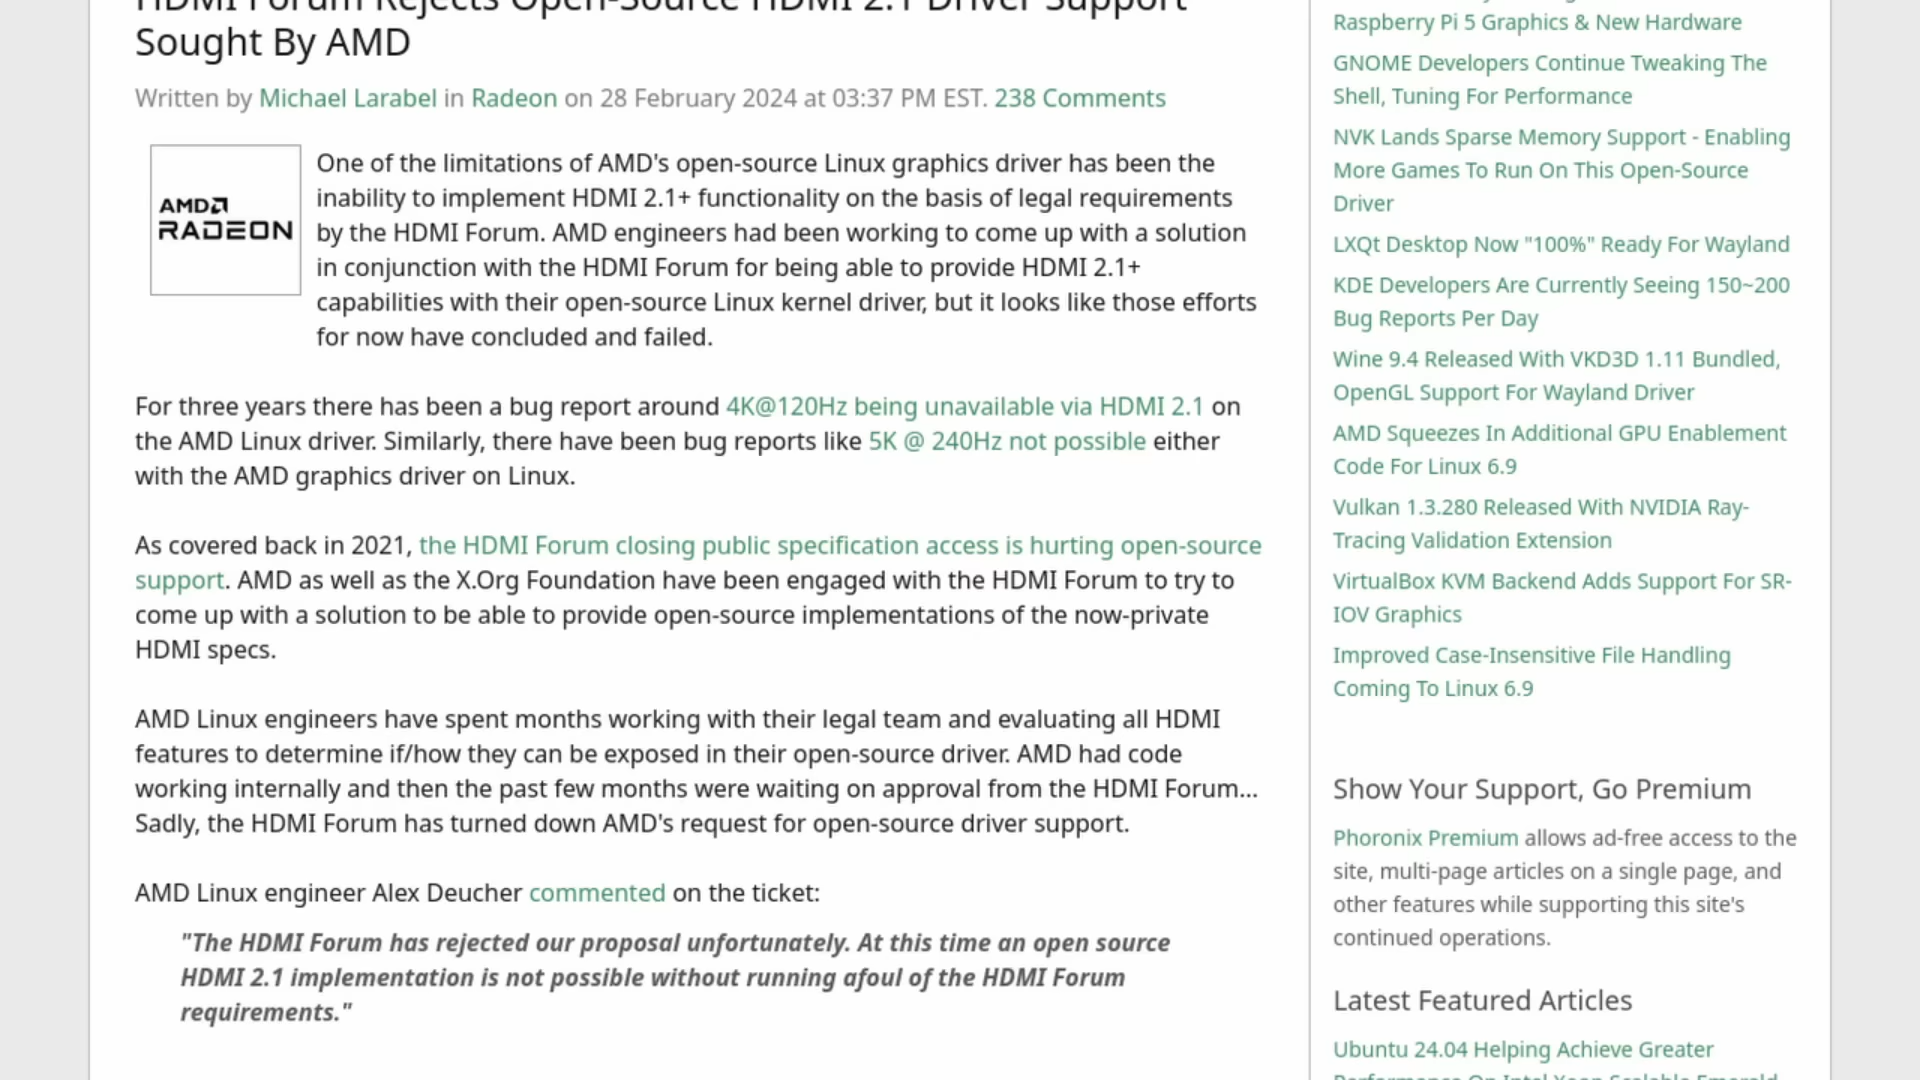 HDMI Forum Rejects Open-Source HDMI 2.1 Driver Support
Sought By AMD
Written by Michael Larabel in Radeon on 28 February 2024 at 03:37 PM EST. 238 Comments
AMD
RADEON
One of the limitations of AMD's open-source Linux graphics driver has been the
inability to implement HDMI 2.1+ functionality on the basis of legal requirements
by the HDMI Forum. AMD engineers had been working to come up with a solution
in conjunction with the HDMI Forum for being able to provide HDMI 2.1+
capabilities with their open-source Linux kernel driver, but it looks like those efforts
for now have concluded and failed.
For three years there has been a bug report around 4K@120Hz being unavailable via HDMI 2.1 on
the AMD Linux driver. Similarly, there have been bug reports like 5K @ 240Hz not possible either
with the AMD graphics driver on Linux.
As covered back in 2021, the HDMI Forum closing public specification access is hurting open-source
support. AMD as well as the X.Org Foundation have been engaged with the HDMI Forum to try to
come up with a solution to be able to provide open-source implementations of the now-private
HDMI specs.
AMD Linux engineers have spent months working with their legal team and evaluating all HDMI
features to determine if/how they can be exposed in their open-source driver. AMD had code
working internally and then the past few months were waiting on approval from the HDMI Forum...
Sadly, the HDMI Forum has turned down AMD's request for open-source driver support.
AMD Linux engineer Alex Deucher commented on the ticket:
"The HDMI Forum has rejected our proposal unfortunately. At this time an open source
HDMI 2.1 implementation is not possible without running afoul of the HDMI Forum
requirements."
Raspberry Pi 5 Graphics & New Hardware
GNOME Developers Continue Tweaking The
Shell, Tuning For Performance
NVK Lands Sparse Memory Support - Enabling
More Games To Run On This Open-Source
Driver
LXQt Desktop Now "100%" Ready For Wayland
KDE Developers Are Currently Seeing 150~200
Bug Reports Per Day
Wine 9.4 Released With VKD3D 1.11 Bundled,
OpenGL Support For Wayland Driver
AMD Squeezes In Additional GPU Enablement
Code For Linux 6.9
Vulkan 1.3.280 Released With NVIDIA Ray-
Tracing Validation Extension
VirtualBox KVM Backend Adds Support For SR-
IOV Graphics
Improved Case-Insensitive File Handling
Coming To Linux 6.9
Show Your Support, Go Premium
Phoronix Premium allows ad-free access to the
site, multi-page articles on a single page, and
other features while supporting this site's
continued operations.
Latest Featured Articles
Ubuntu 24.04 Helping Achieve Greater
Performance On Intel Xeon Scalable Emerald